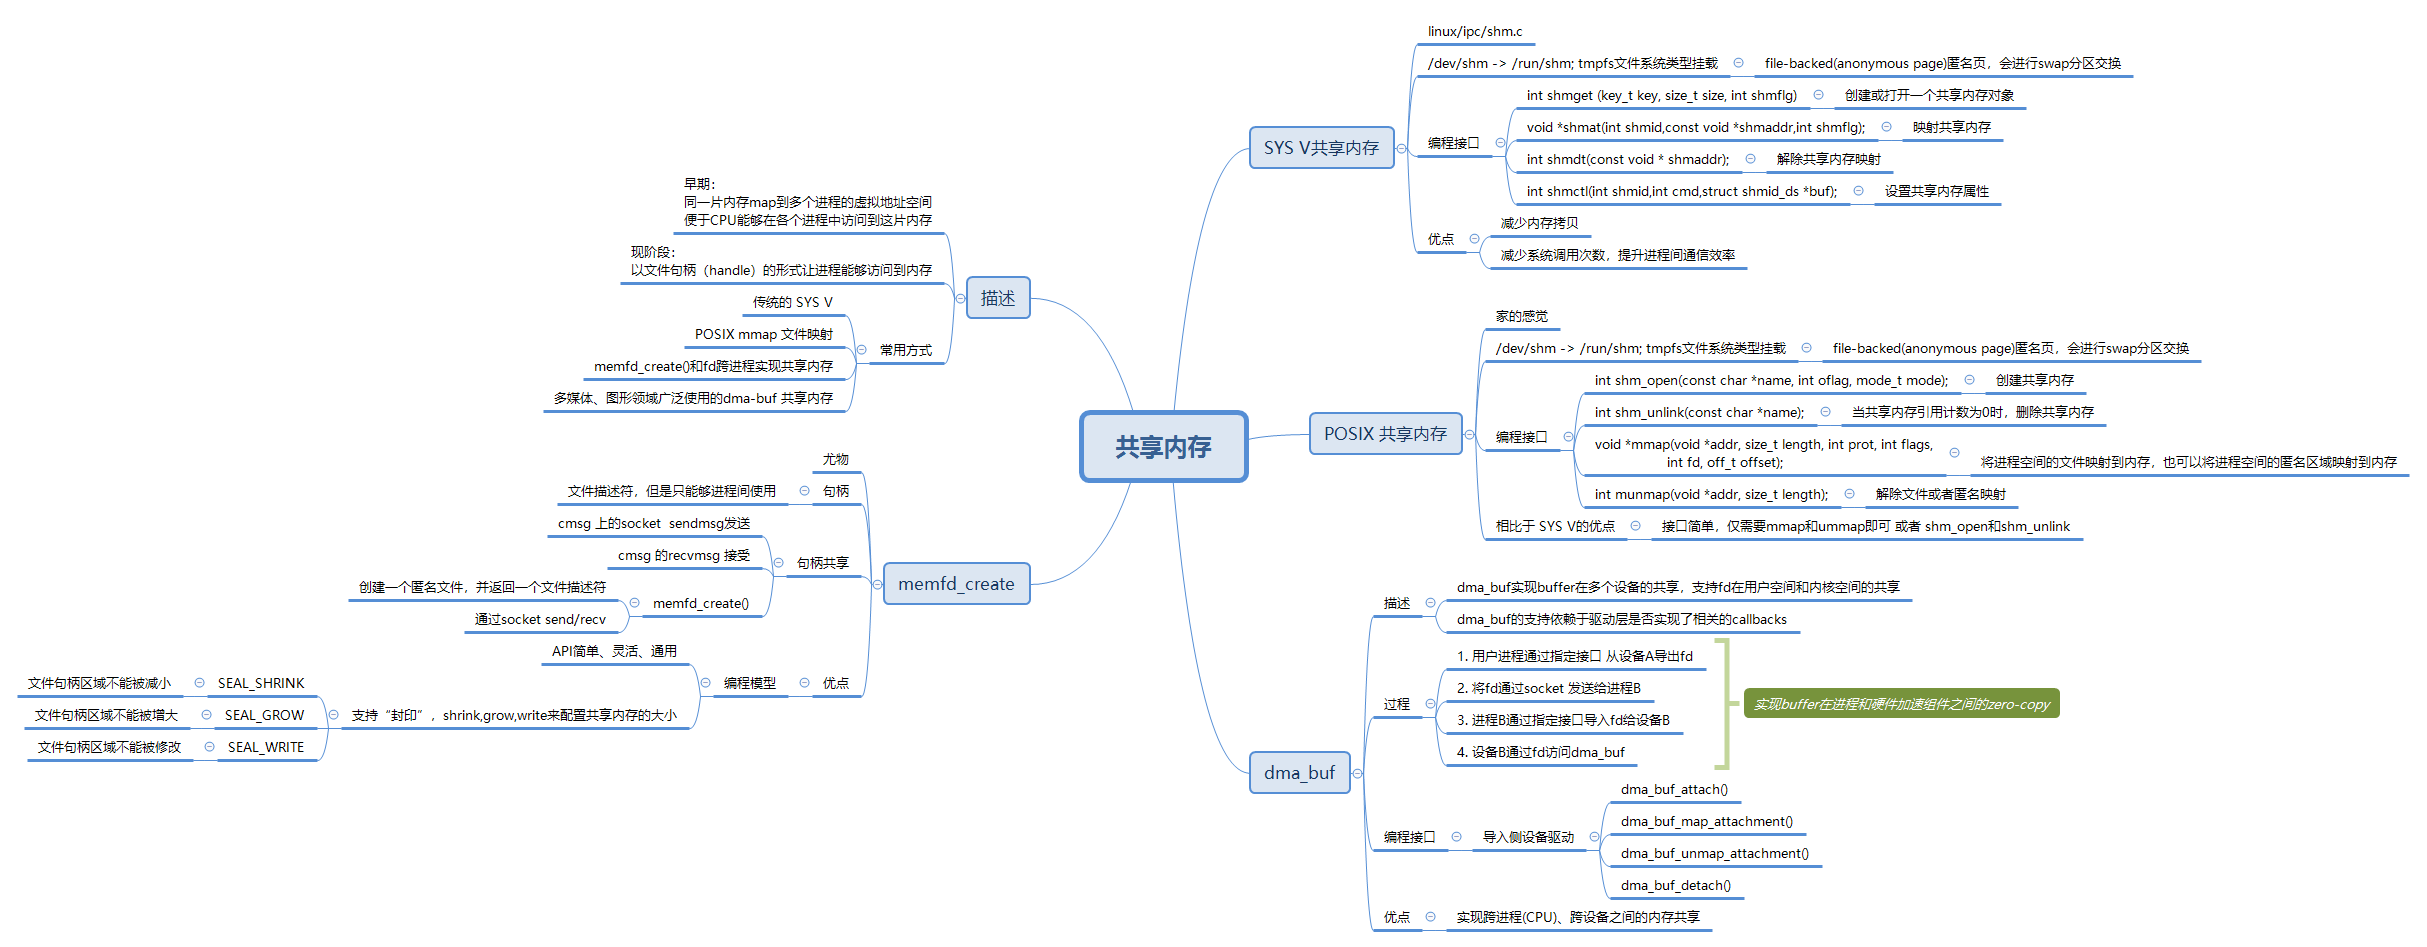 共享内存
描述
早期：
同一片内存map到多个进程的虚拟地址空间
便于CPU能够在各个进程中访问到这片内存
现阶段：
以文件句柄（handle）的形式让进程能够访问到内存
常用方式
传统的 SYS V
POSIX mmap 文件映射
memfd_create()和fd跨进程实现共享内存
多媒体、图形领域广泛使用的dma-buf 共享内存
memfd_create
尤物
句柄
文件描述符，但是只能够进程间使用
句柄共享
cmsg 上的socket  sendmsg发送
cmsg 的recvmsg 接受
memfd_create()
创建一个匿名文件，并返回一个文件描述符
通过socket send/recv
优点
编程模型
API简单、灵活、通用
支持“封印”，shrink,grow,write来配置共享内存的大小
SEAL_SHRINK
文件句柄区域不能被减小
SEAL_GROW
文件句柄区域不能被增大
SEAL_WRITE
文件句柄区域不能被修改
SYS V共享内存
linux/ipc/shm.c
/dev/shm -> /run/shm; tmpfs文件系统类型挂载
file-backed(anonymous page)匿名页，会进行swap分区交换
编程接口
int shmget (key_t key, size_t size, int shmflg)
创建或打开一个共享内存对象
void *shmat(int shmid,const void *shmaddr,int shmflg);
映射共享内存
int shmdt(const void * shmaddr);
解除共享内存映射
int shmctl(int shmid,int cmd,struct shmid_ds *buf);
设置共享内存属性
优点
减少内存拷贝
减少系统调用次数，提升进程间通信效率
POSIX 共享内存
家的感觉
/dev/shm -> /run/shm; tmpfs文件系统类型挂载
file-backed(anonymous page)匿名页，会进行swap分区交换
编程接口
int shm_open(const char *name, int oflag, mode_t mode);
创建共享内存
int shm_unlink(const char *name);
当共享内存引用计数为0时，删除共享内存
void *mmap(void *addr, size_t length, int prot, int flags,
int fd, off_t offset);
将进程空间的文件映射到内存，也可以将进程空间的匿名区域映射到内存
int munmap(void *addr, size_t length);
解除文件或者匿名映射
相比于 SYS V的优点
接口简单，仅需要mmap和ummap即可 或者 shm_open和shm_unlink
dma_buf
描述
dma_buf实现buffer在多个设备的共享，支持fd在用户空间和内核空间的共享
dma_buf的支持依赖于驱动层是否实现了相关的callbacks
过程
1. 用户进程通过指定接口 从设备A导出fd
2. 将fd通过socket 发送给进程B
3. 进程B通过指定接口导入fd给设备B
4. 设备B通过fd访问dma_buf
实现buffer在进程和硬件加速组件之间的zero-copy
编程接口
导入侧设备驱动
dma_buf_attach()
dma_buf_map_attachment()
dma_buf_unmap_attachment()
dma_buf_detach()
优点
实现跨进程(CPU)、跨设备之间的内存共享